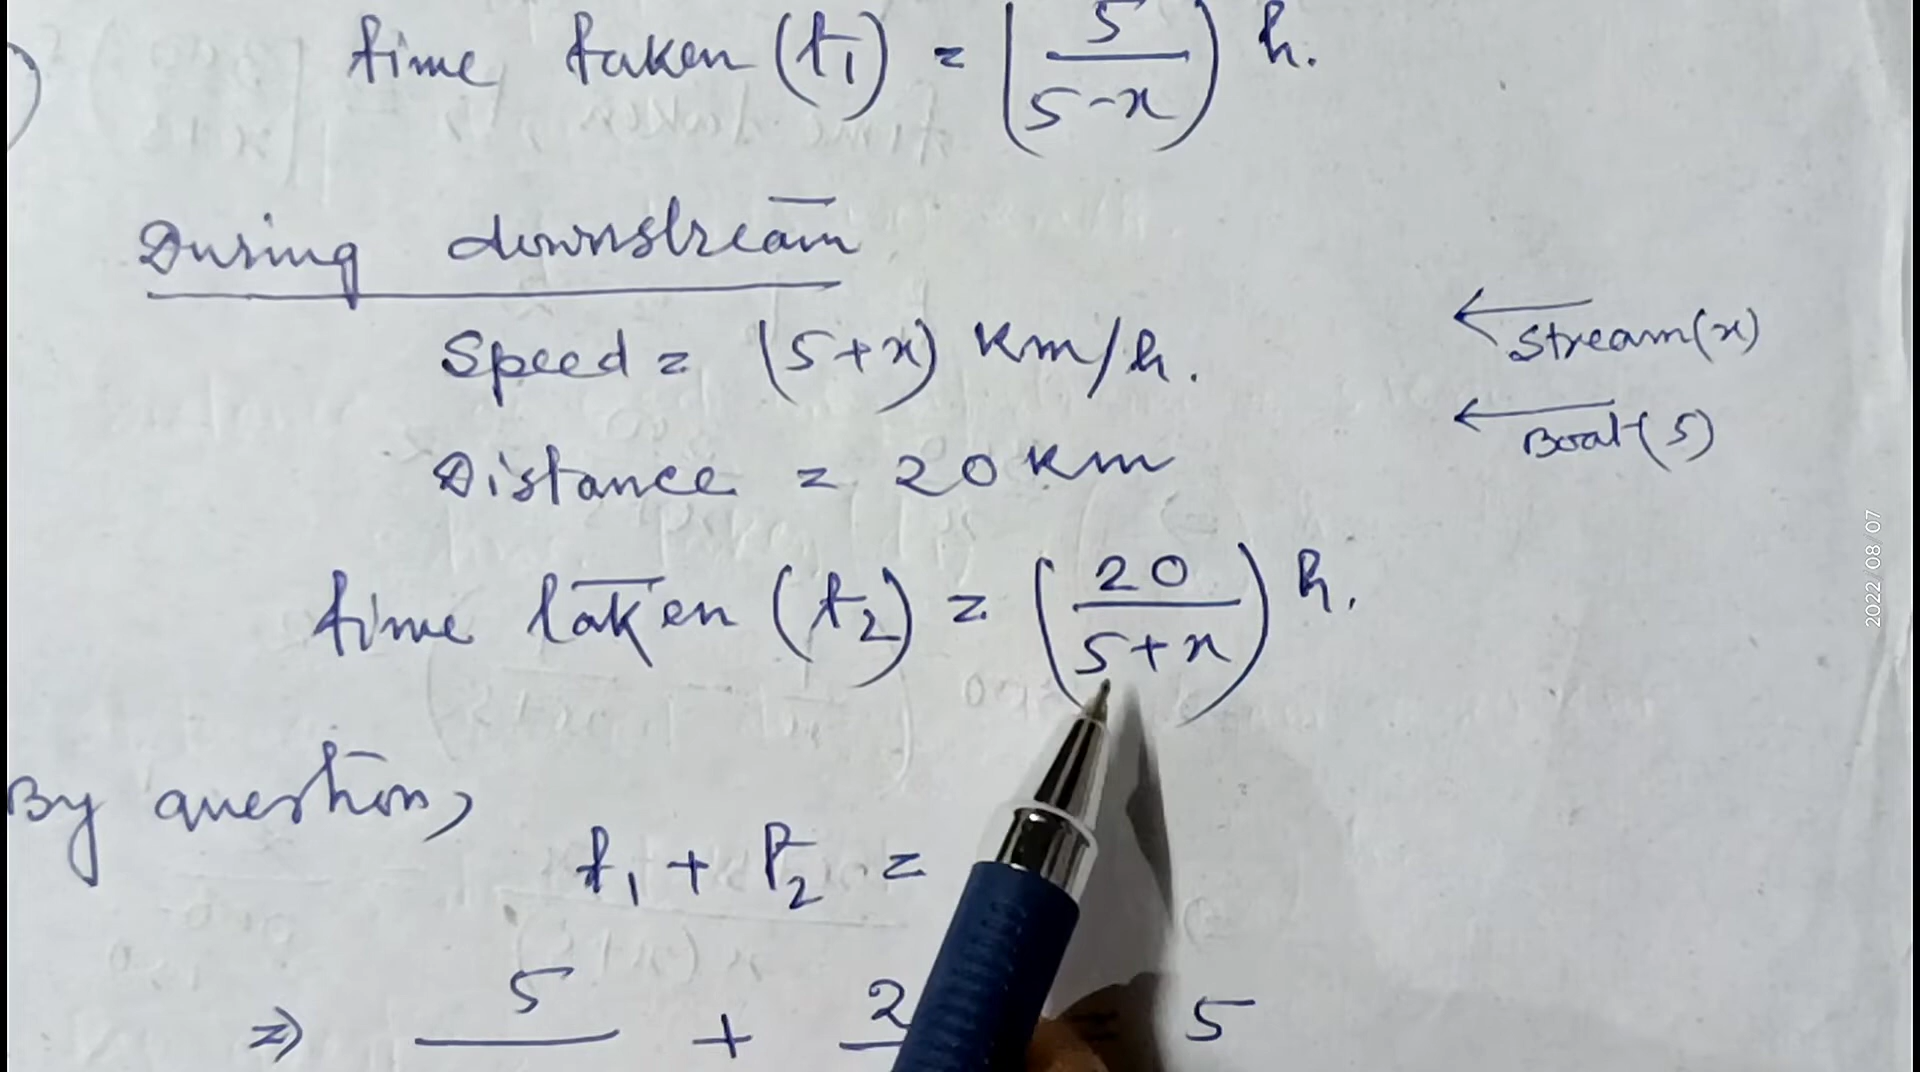 time taken (t₁) = (5/(5-x)) h.
During downstream
Speed = (5+x) km/h.
Stream (x)
Boat (5)
Distance = 20 km
time taken (t₂) = (20/(5+x)) h.
By question,
t₁ + t₂ =
⇒ 5 + 2 = 5
2022/08/07